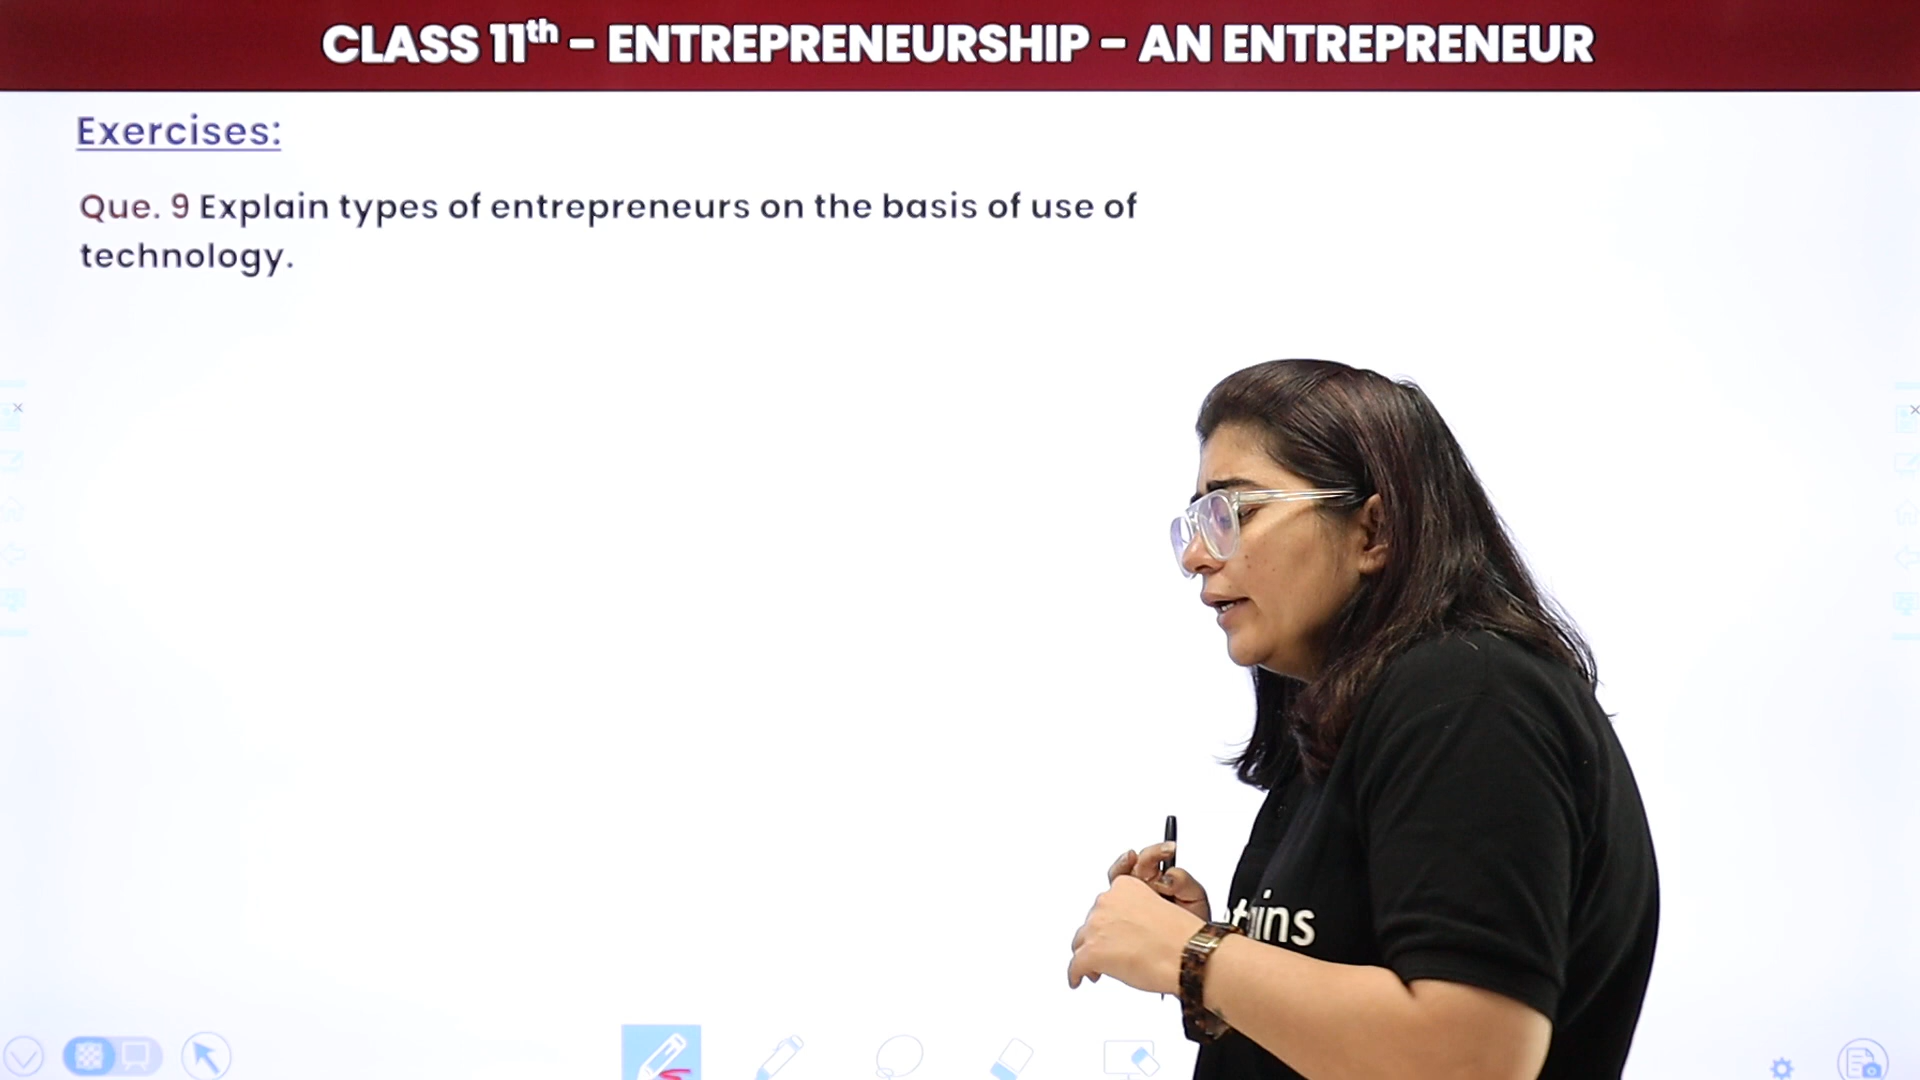 CLASS 11th – ENTREPRENEURSHIP – AN ENTREPRENEUR
Exercises:
Que. 9 Explain types of entrepreneurs on the basis of use of
technology.